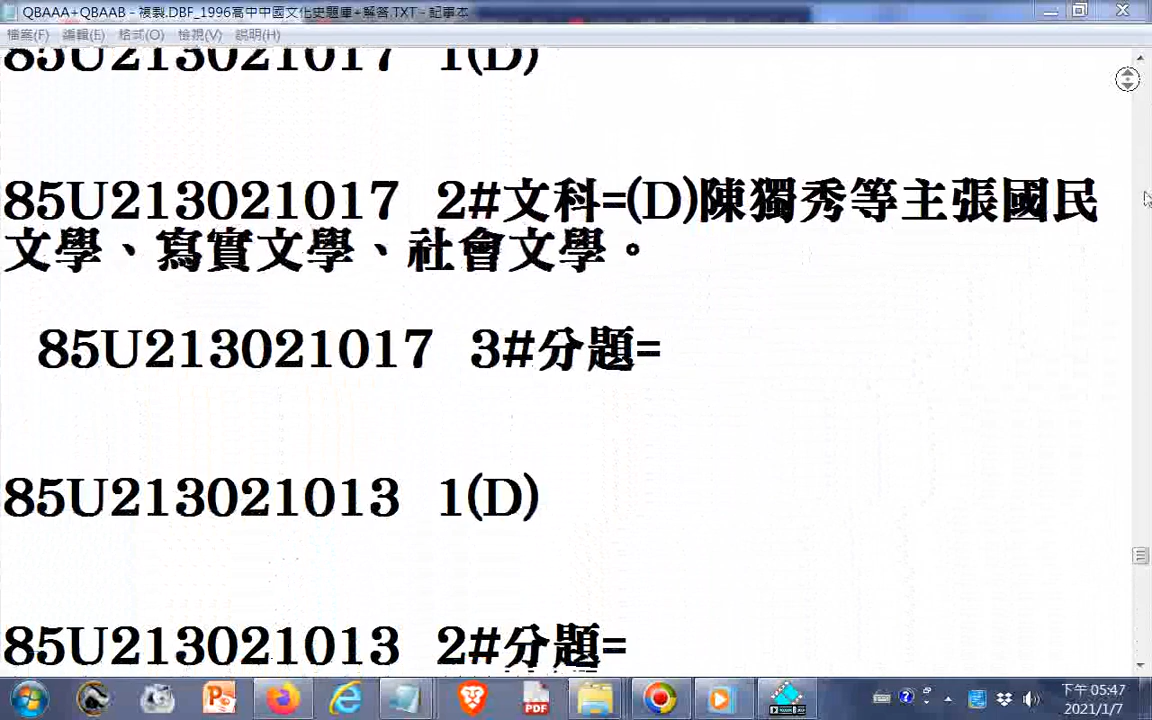 QBAAA+QBAAB - 複製.DBF_1996高中中國文化史題庫+解答.TXT - 記事本
檔案(F) 編輯(E) 格式(O) 檢視(V) 說明(H)
85U213021017 1(D)
85U213021017 2#文科=(D)陳獨秀等主張國民
文學、寫實文學、社會文學。
85U213021017 3#分題=
85U213021013 1(D)
85U213021013 2#分題=
PDF
下午 05:47
2021/1/7